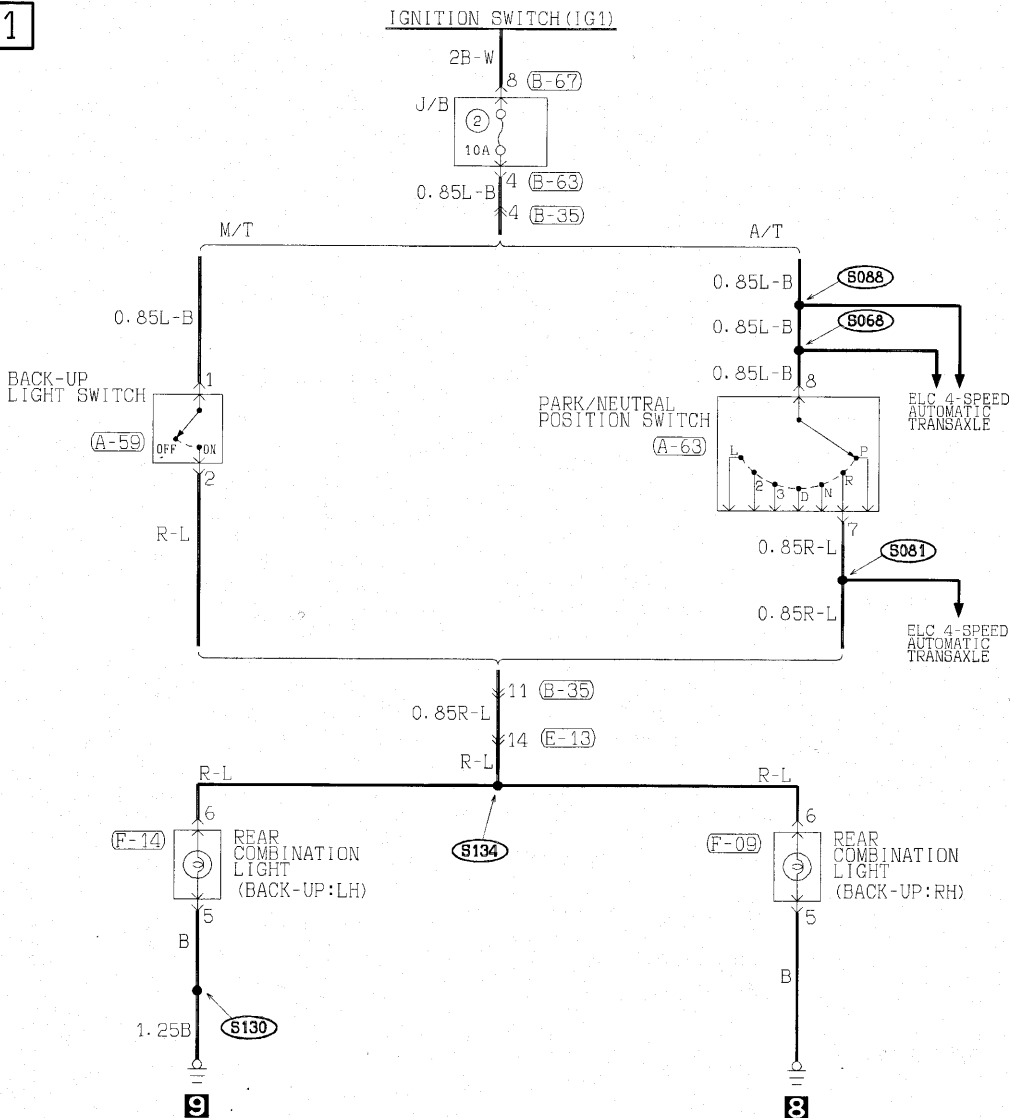 1
IGNITION SWITCH(IG1)
2B-W
8 (B-67)
J/B
2
10A
4 (B-63)
0.85L-B
4 (B-35)
M/T
A/T
0.85L-B
S088
0.85L-B
0.85L-B
S068
0.85L-B
1
8
BACK-UP
LIGHT SWITCH
(A-59)
OFF
ON
2
PARK/NEUTRAL
POSITION SWITCH
(A-63)
L
2
3
D
N
R
P
ELC 4-SPEED
AUTOMATIC
TRANSAXLE
7
R-L
0.85R-L
S081
0.85R-L
ELC 4-SPEED
AUTOMATIC
TRANSAXLE
11 (B-35)
0.85R-L
14 (E-13)
R-L
R-L
R-L
6
6
(F-14)
REAR
COMBINATION
LIGHT
(BACK-UP:LH)
S134
(F-09)
REAR
COMBINATION
LIGHT
(BACK-UP:RH)
5
5
B
B
S130
1.25B
9
8